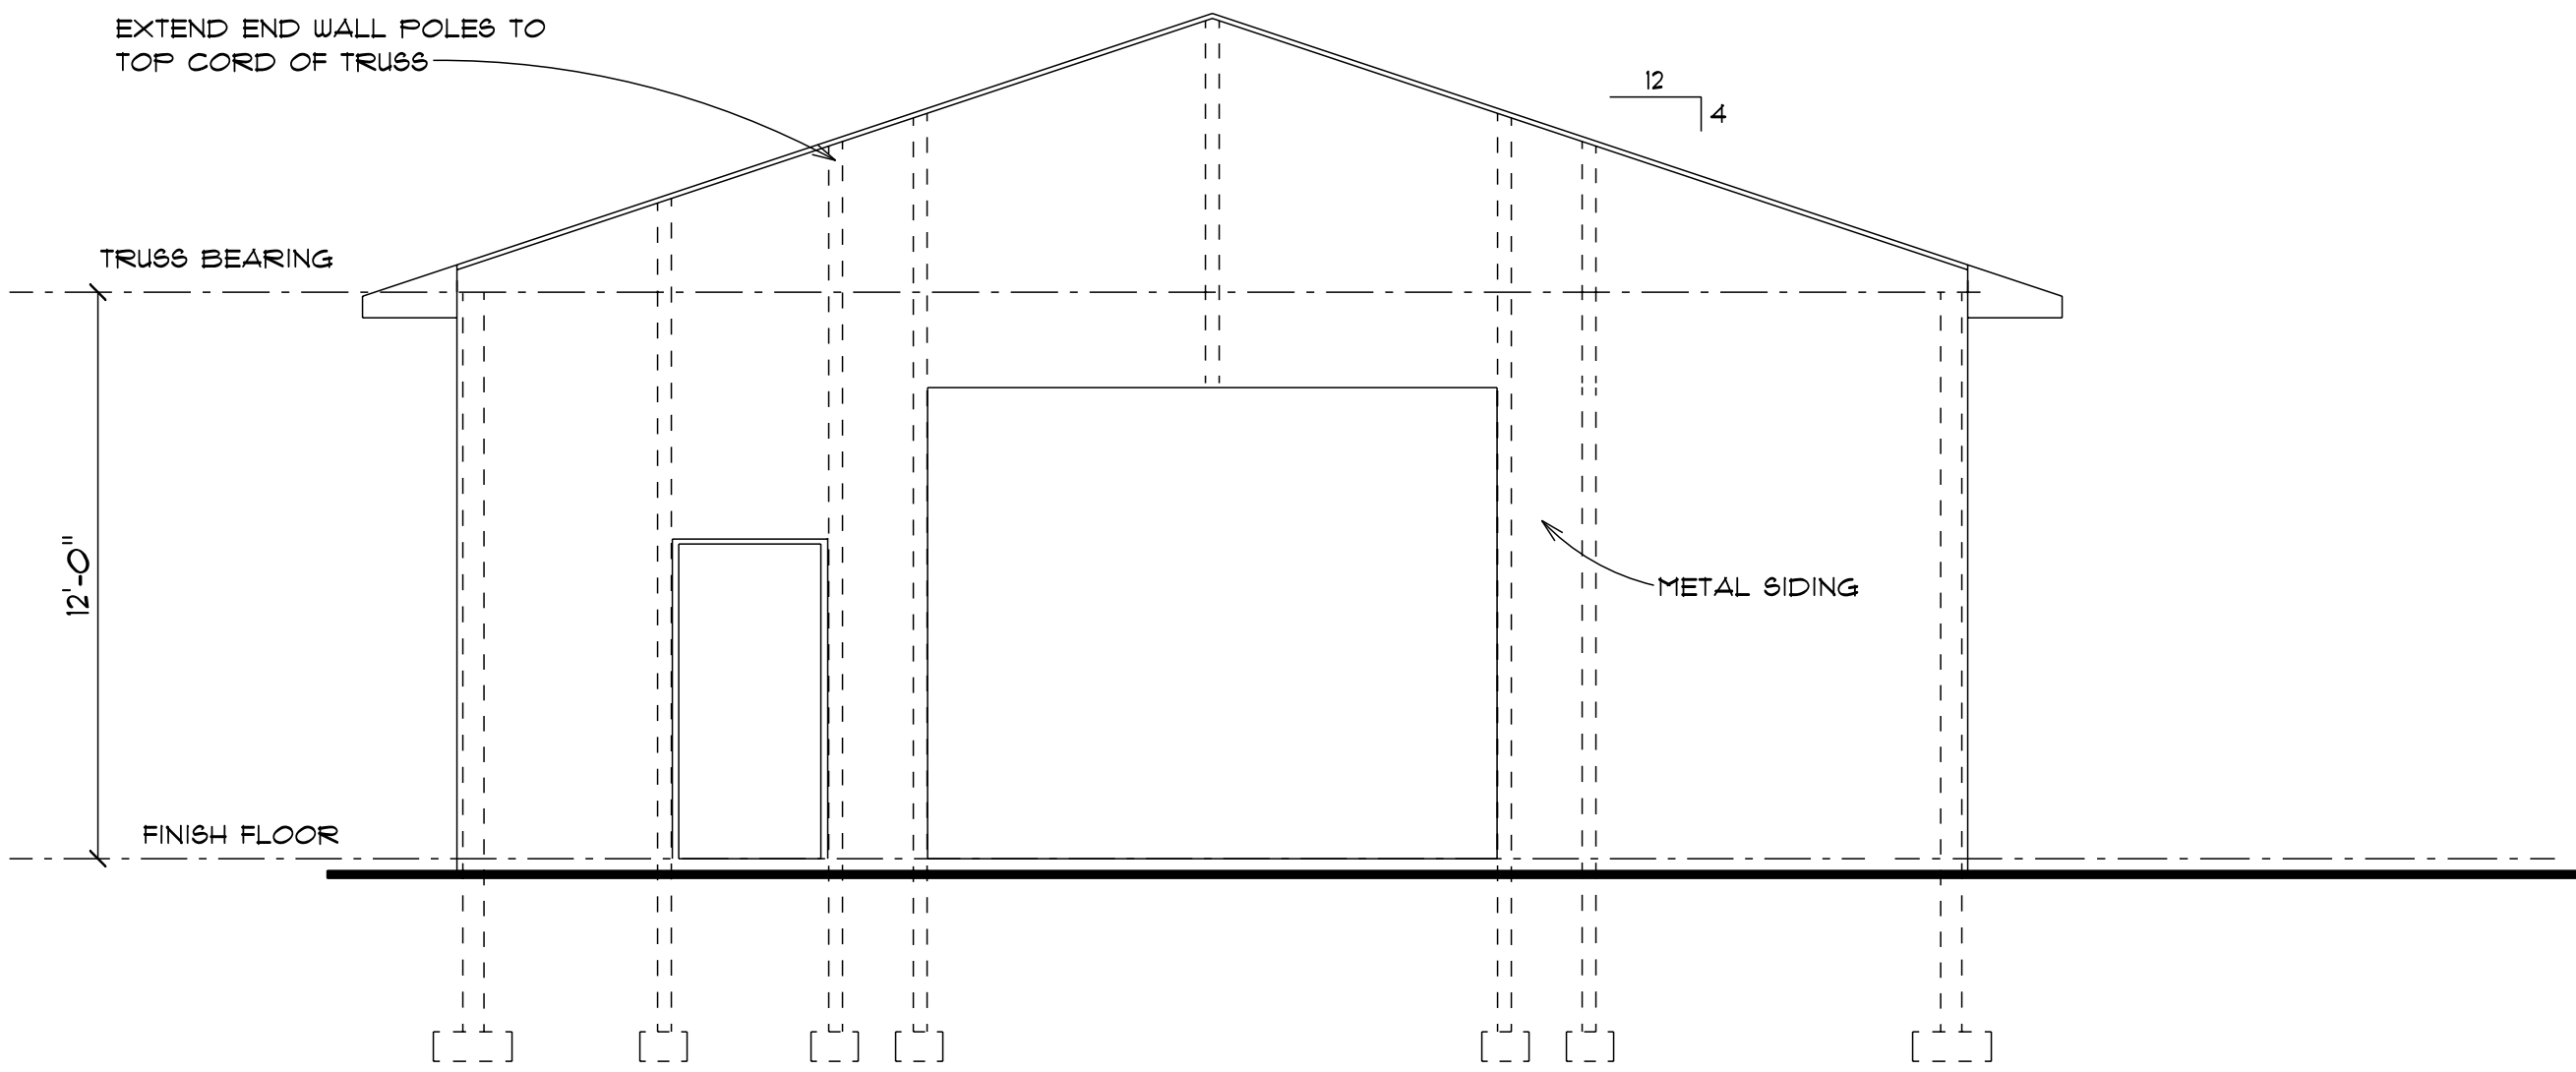 EXTEND END WALL POLES TO
TOP CORD OF TRUSS
12
4
TRUSS BEARING
12'-0"
METAL SIDING
FINISH FLOOR